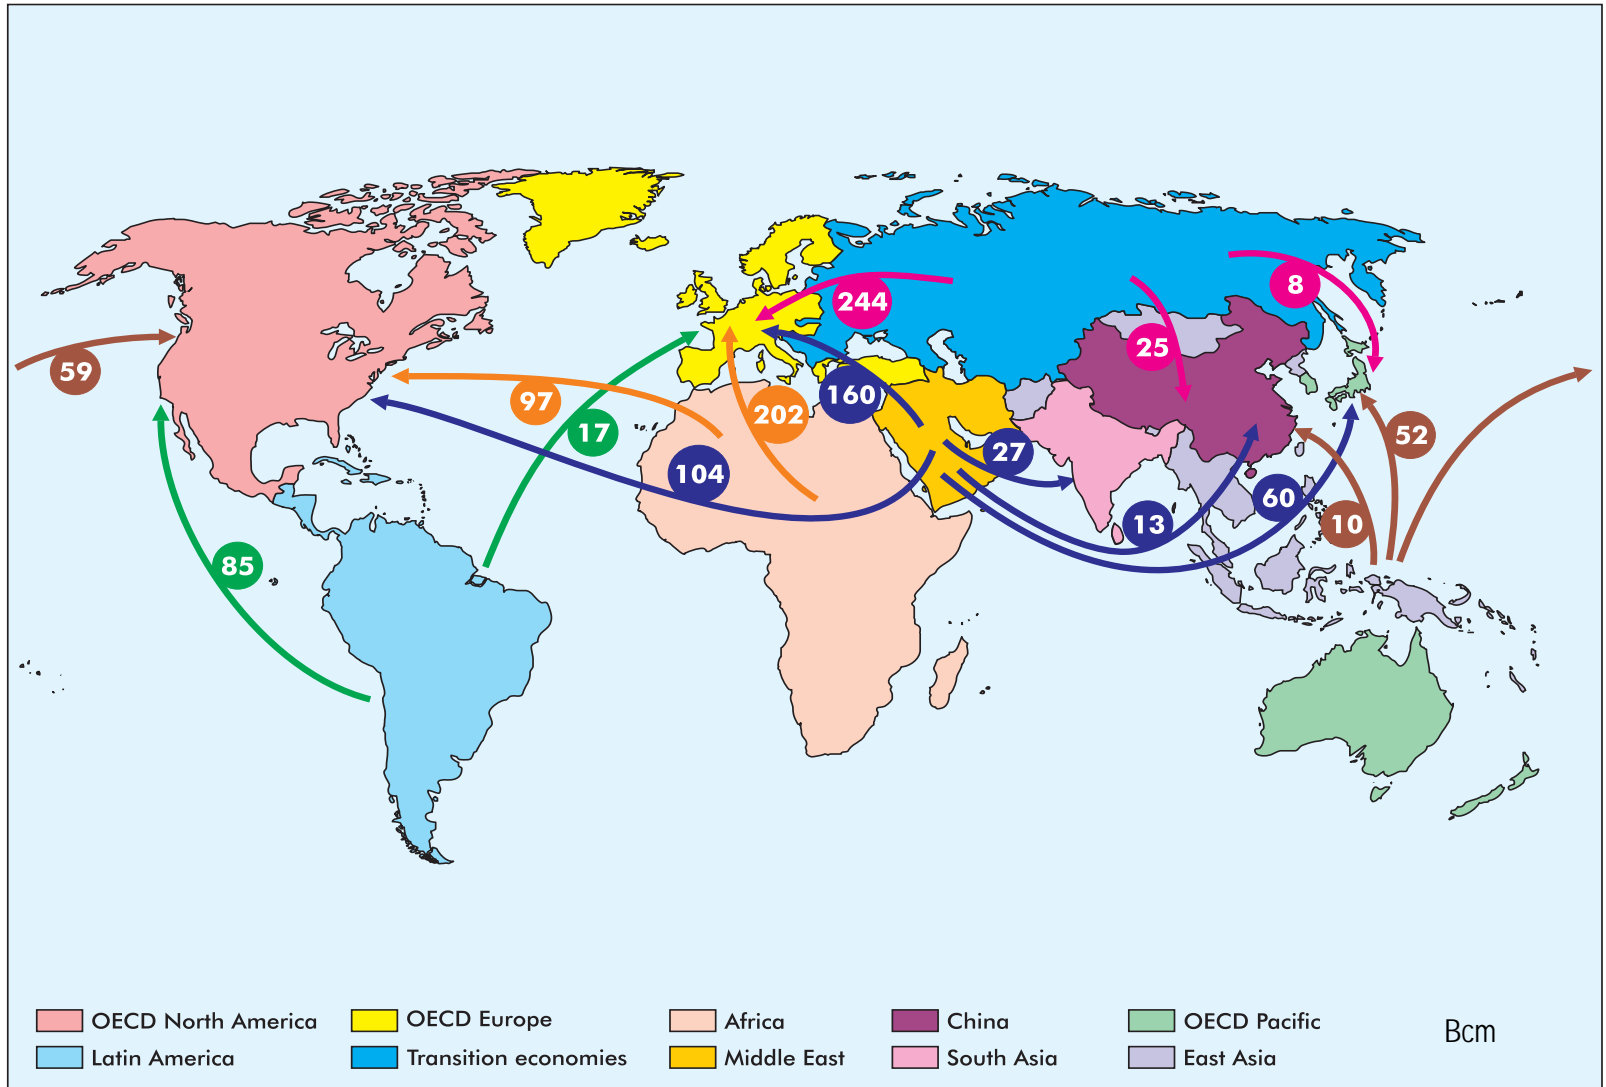 244
8
25
59
97
17
202
160
104
27
13
60
10
52
85
OECD North America
OECD Europe
Africa
China
OECD Pacific
Latin America
Transition economies
Middle East
South Asia
East Asia
Bcm